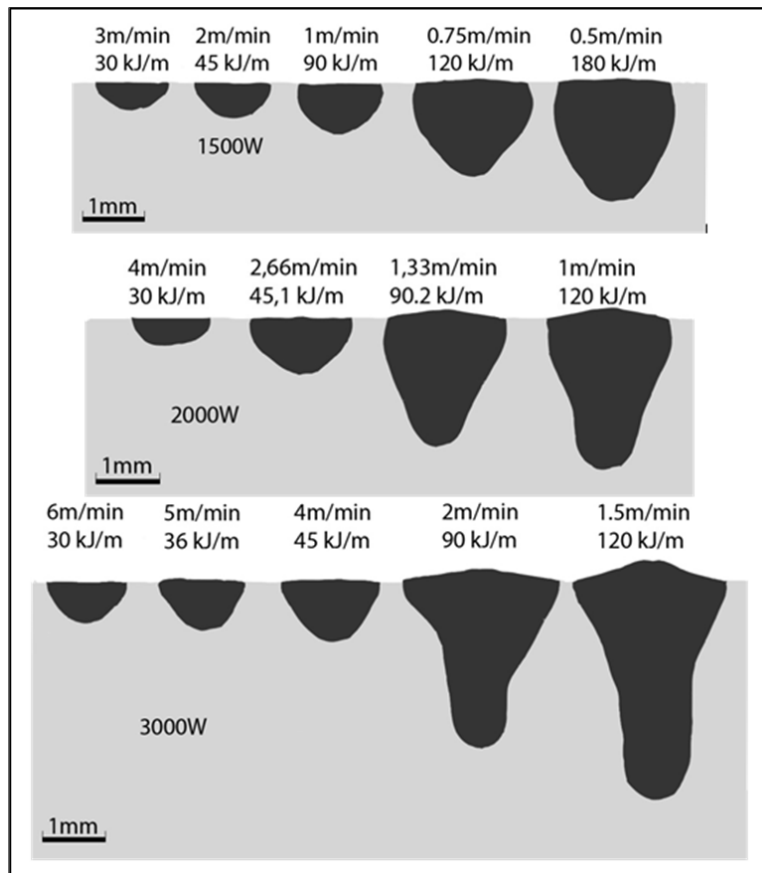 3m/min 2m/min 1m/min 0.75m/min 0.5m/min
30 kJ/m 45 kJ/m 90 kJ/m 120 kJ/m 180 kJ/m
1500W
1mm
4m/min 2,66m/min 1,33m/min 1m/min
30 kJ/m 45,1 kJ/m 90.2 kJ/m 120 kJ/m
2000W
1mm
6m/min 5m/min 4m/min 2m/min 1.5m/min
30 kJ/m 36 kJ/m 45 kJ/m 90 kJ/m 120 kJ/m
3000W
1mm